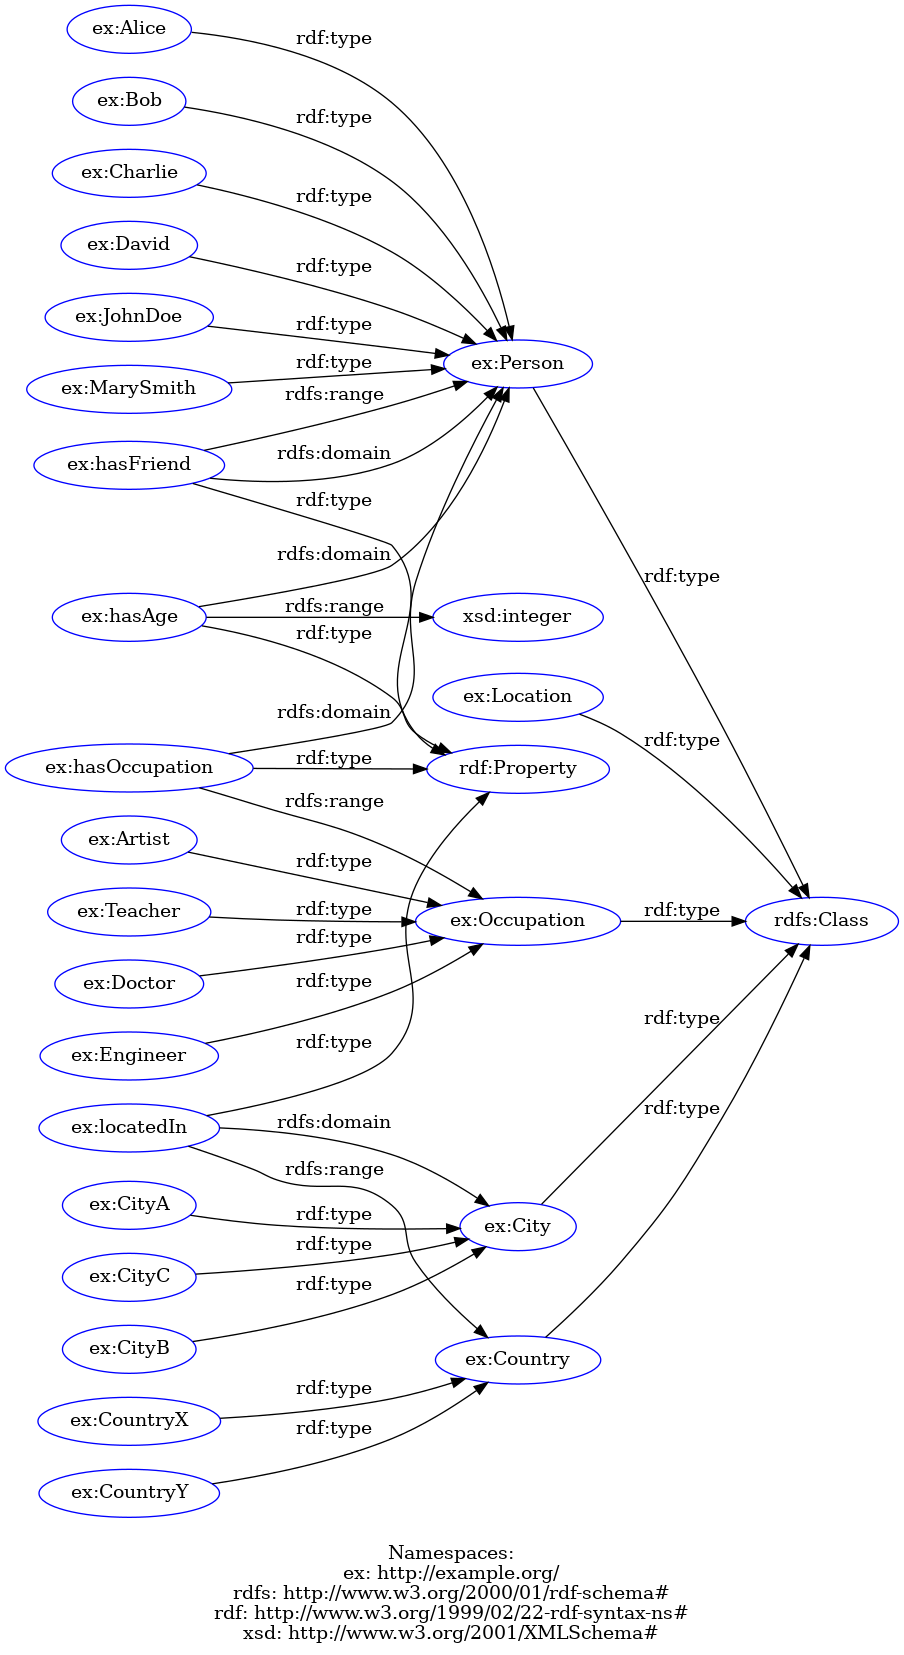 ex:Alice
rdf:type
ex:Bob
rdf:type
ex:Charlie
rdf:type
ex:David
rdf:type
ex:JohnDoe
rdf:type
ex:Person
ex:MarySmith
rdf:type
rdfs:range
ex:hasFriend
rdfs:domain
rdf:type
rdfs:domain
rdf:type
ex:hasAge
rdfs:range
xsd:integer
rdf:type
ex:Location
rdfs:domain
rdf:type
ex:hasOccupation
rdf:type
rdf:Property
rdfs:range
ex:Artist
rdf:type
ex:Teacher
rdf:type
ex:Occupation
rdf:type
rdfs:Class
rdf:type
ex:Doctor
rdf:type
rdf:type
ex:Engineer
rdf:type
rdf:type
ex:locatedIn
rdfs:domain
rdfs:range
ex:CityA
rdf:type
ex:City
rdf:type
ex:CityC
rdf:type
ex:CityB
ex:Country
rdf:type
ex:CountryX
rdf:type
ex:CountryY
Namespaces:
ex: http://example.org/
rdfs: http://www.w3.org/2000/01/rdf-schema#
rdf: http://www.w3.org/1999/02/22-rdf-syntax-ns#
xsd: http://www.w3.org/2001/XMLSchema#